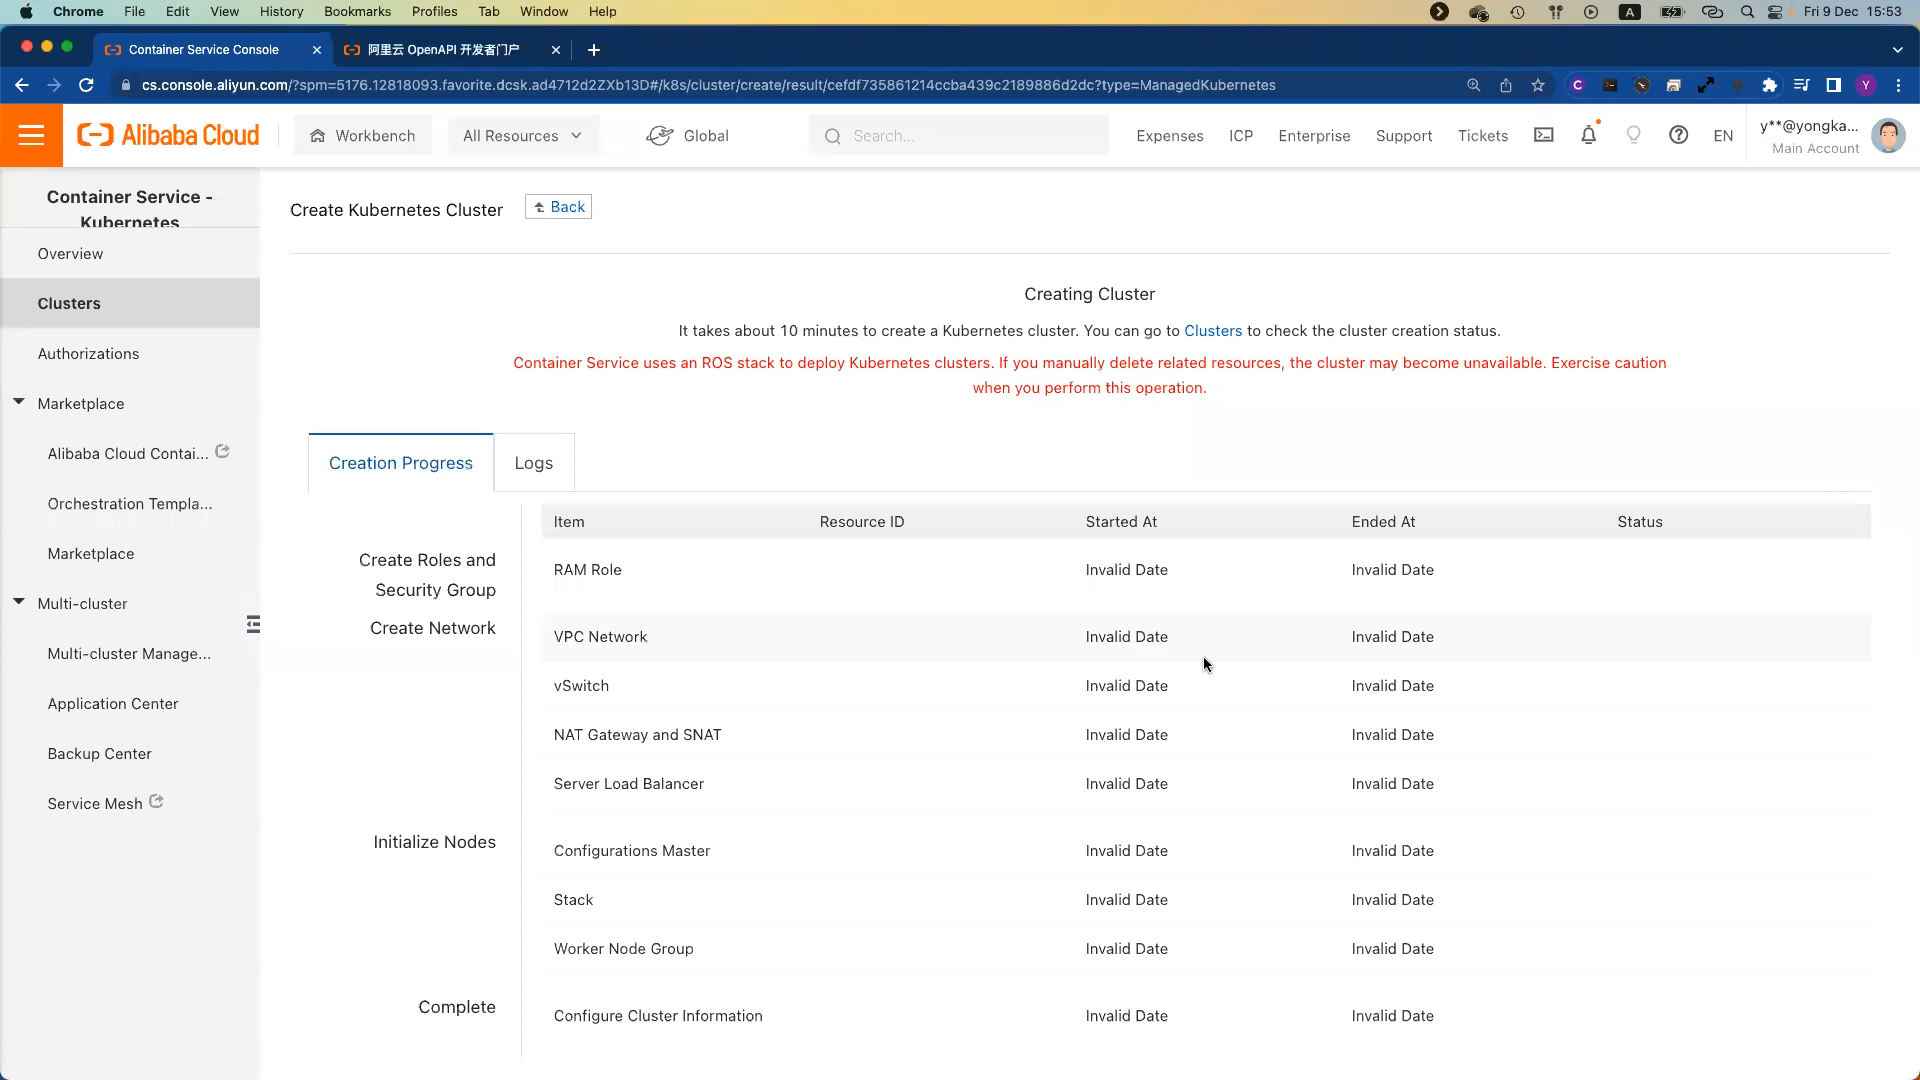 Chrome File Edit View History Bookmarks Profiles Tab Window Help A Fri 9 Dec 15:53
Container Service Console 阿里云 OpenAPI 开发者门户
cs.console.aliyun.com/?spm=5176.12818093.favorite.dcsk.ad4712d2ZXb13D#/k8s/cluster/create/result/cefdf735861214ccba439c2189886d2dc?type=ManagedKubernetes C Y
Alibaba Cloud Workbench All Resources Global Search... Expenses ICP Enterprise Support Tickets EN y**@yongka...
Main Account
Container Service -
Kubernetes
Overview
Clusters
Authorizations
Marketplace
Alibaba Cloud Contai...
Orchestration Templa...
Marketplace
Multi-cluster
Multi-cluster Manage...
Application Center
Backup Center
Service Mesh
Create Kubernetes Cluster Back
Creating Cluster
It takes about 10 minutes to create a Kubernetes cluster. You can go to Clusters to check the cluster creation status.
Container Service uses an ROS stack to deploy Kubernetes clusters. If you manually delete related resources, the cluster may become unavailable. Exercise caution
when you perform this operation.
Creation Progress Logs
Item Resource ID Started At Ended At Status
Create Roles and
Security Group
RAM Role Invalid Date Invalid Date
Create Network
VPC Network Invalid Date Invalid Date
vSwitch Invalid Date Invalid Date
NAT Gateway and SNAT Invalid Date Invalid Date
Server Load Balancer Invalid Date Invalid Date
Initialize Nodes
Configurations Master Invalid Date Invalid Date
Stack Invalid Date Invalid Date
Worker Node Group Invalid Date Invalid Date
Complete
Configure Cluster Information Invalid Date Invalid Date